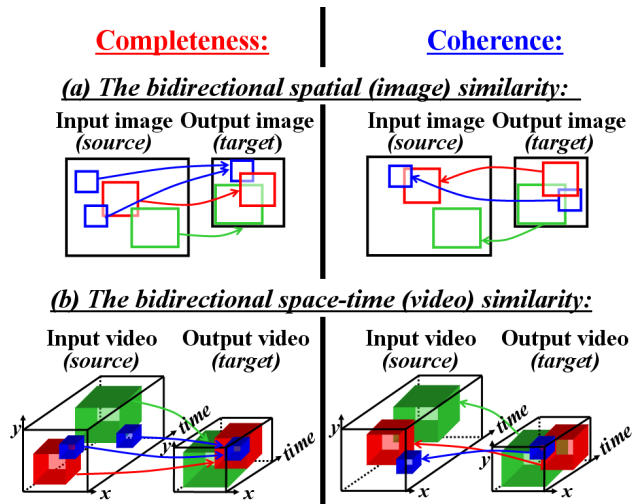 Completeness: Coherence:
(a) The bidirectional spatial (image) similarity:
Input image Output image Input image Output image
(source) (target) (source) (target)
(b) The bidirectional space-time (video) similarity:
Input video Output video Input video Output video
(source) (target) (source) (target)
y time y time y time y time
x x x x